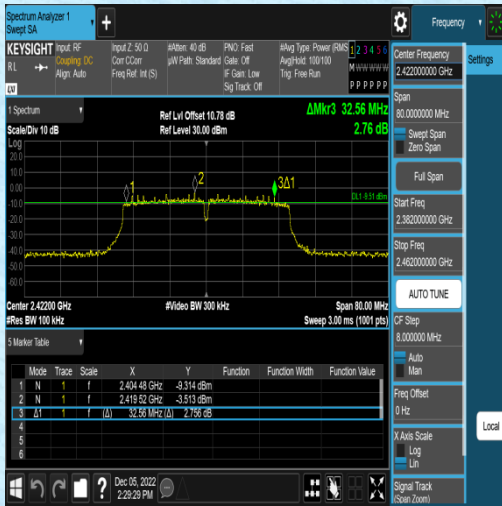 Spectrum Analyzer 1
Swept SA
+
Frequency
KEYSIGHT Input: RF Input Z: 50 Ω #Atten: 40 dB PNO: Fast #Avg Type: Power (RMS 1 2 3 4 5 6
RL Coupling: DC Corr CCorr µW Path: Standard Gate: Off Avg|Hold: 100/100 M W W W W W
Align: Auto Freq Ref: Int (S) IF Gain: Low Trig: Free Run
Sig Track: Off P P P P P P
LXI
1 Spectrum
Scale/Div 10 dB
Ref Lvl Offset 10.78 dB
Ref Level 30.00 dBm
ΔMkr3 32.56 MHz
2.76 dB
Log
20.0
10.0
0.00
-10.0
-20.0
-30.0
-40.0
-50.0
-60.0
1
2
3Δ1
DL1 -9.51 dBm
Center 2.42200 GHz
#Video BW 300 kHz
Span 80.00 MHz
#Res BW 100 kHz
Sweep 3.00 ms (1001 pts)
5 Marker Table
Mode Trace Scale X Y Function Function Width Function Value
1 N 1 f 2.404 48 GHz -9.314 dBm
2 N 1 f 2.419 52 GHz -3.513 dBm
3 Δ1 1 f (Δ) 32.56 MHz (Δ) 2.756 dB
4
5
6
Dec 05, 2022
2:29:29 PM
?
Center Frequency
2.422000000 GHz
Settings
Span
80.0000000 MHz
Swept Span
Zero Span
Full Span
Start Freq
2.382000000 GHz
Stop Freq
2.462000000 GHz
AUTO TUNE
CF Step
8.000000 MHz
Auto
Man
Freq Offset
0 Hz
X Axis Scale
Log
Lin
Local
Signal Track
(Span Zoom)